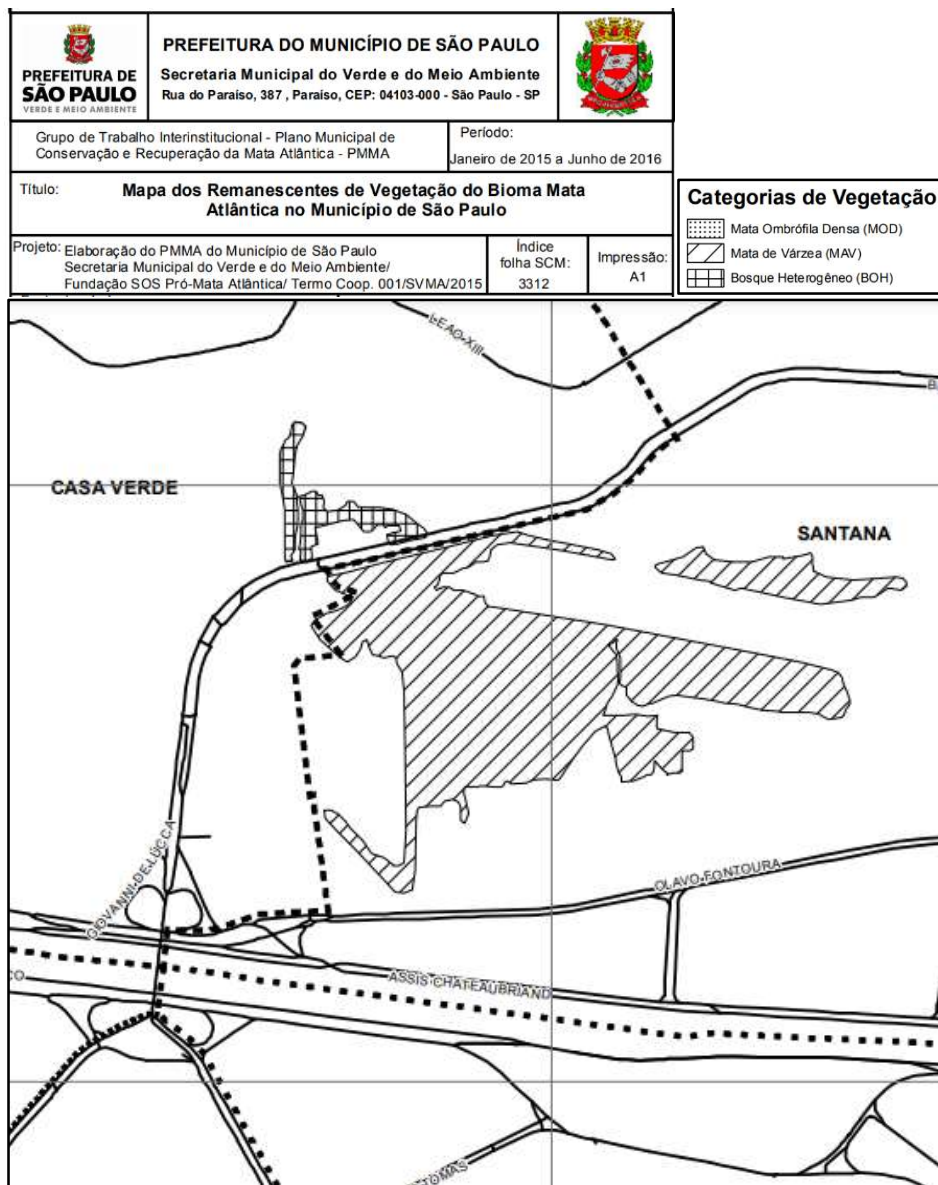 PREFEITURA DE
SÃO PAULO
VERDE E MEIO AMBIENTE
PREFEITURA DO MUNICÍPIO DE SÃO PAULO
Secretaria Municipal do Verde e do Meio Ambiente
Rua do Paraíso, 387 , Paraíso, CEP: 04103-000 - São Paulo - SP
Grupo de Trabalho Interinstitucional - Plano Municipal de
Conservação e Recuperação da Mata Atlântica - PMMA
Período:
Janeiro de 2015 a Junho de 2016
Título:
Mapa dos Remanescentes de Vegetação do Bioma Mata
Atlântica no Município de São Paulo
Projeto: Elaboração do PMMA do Município de São Paulo
Secretaria Municipal do Verde e do Meio Ambiente/
Fundação SOS Pró-Mata Atlântica/ Termo Coop. 001/SVMA/2015
Índice
folha SCM:
3312
Impressão:
A1
Categorias de Vegetação
Mata Ombrófila Densa (MOD)
Mata de Várzea (MAV)
Bosque Heterogêneo (BOH)
LEAO-XIII
CASA VERDE
SANTANA
GIOVANNI-DE-LUCCA
OLAVO-FONTOURA
ASSIS-CHATEAUBRIAND
CO
TOMAS